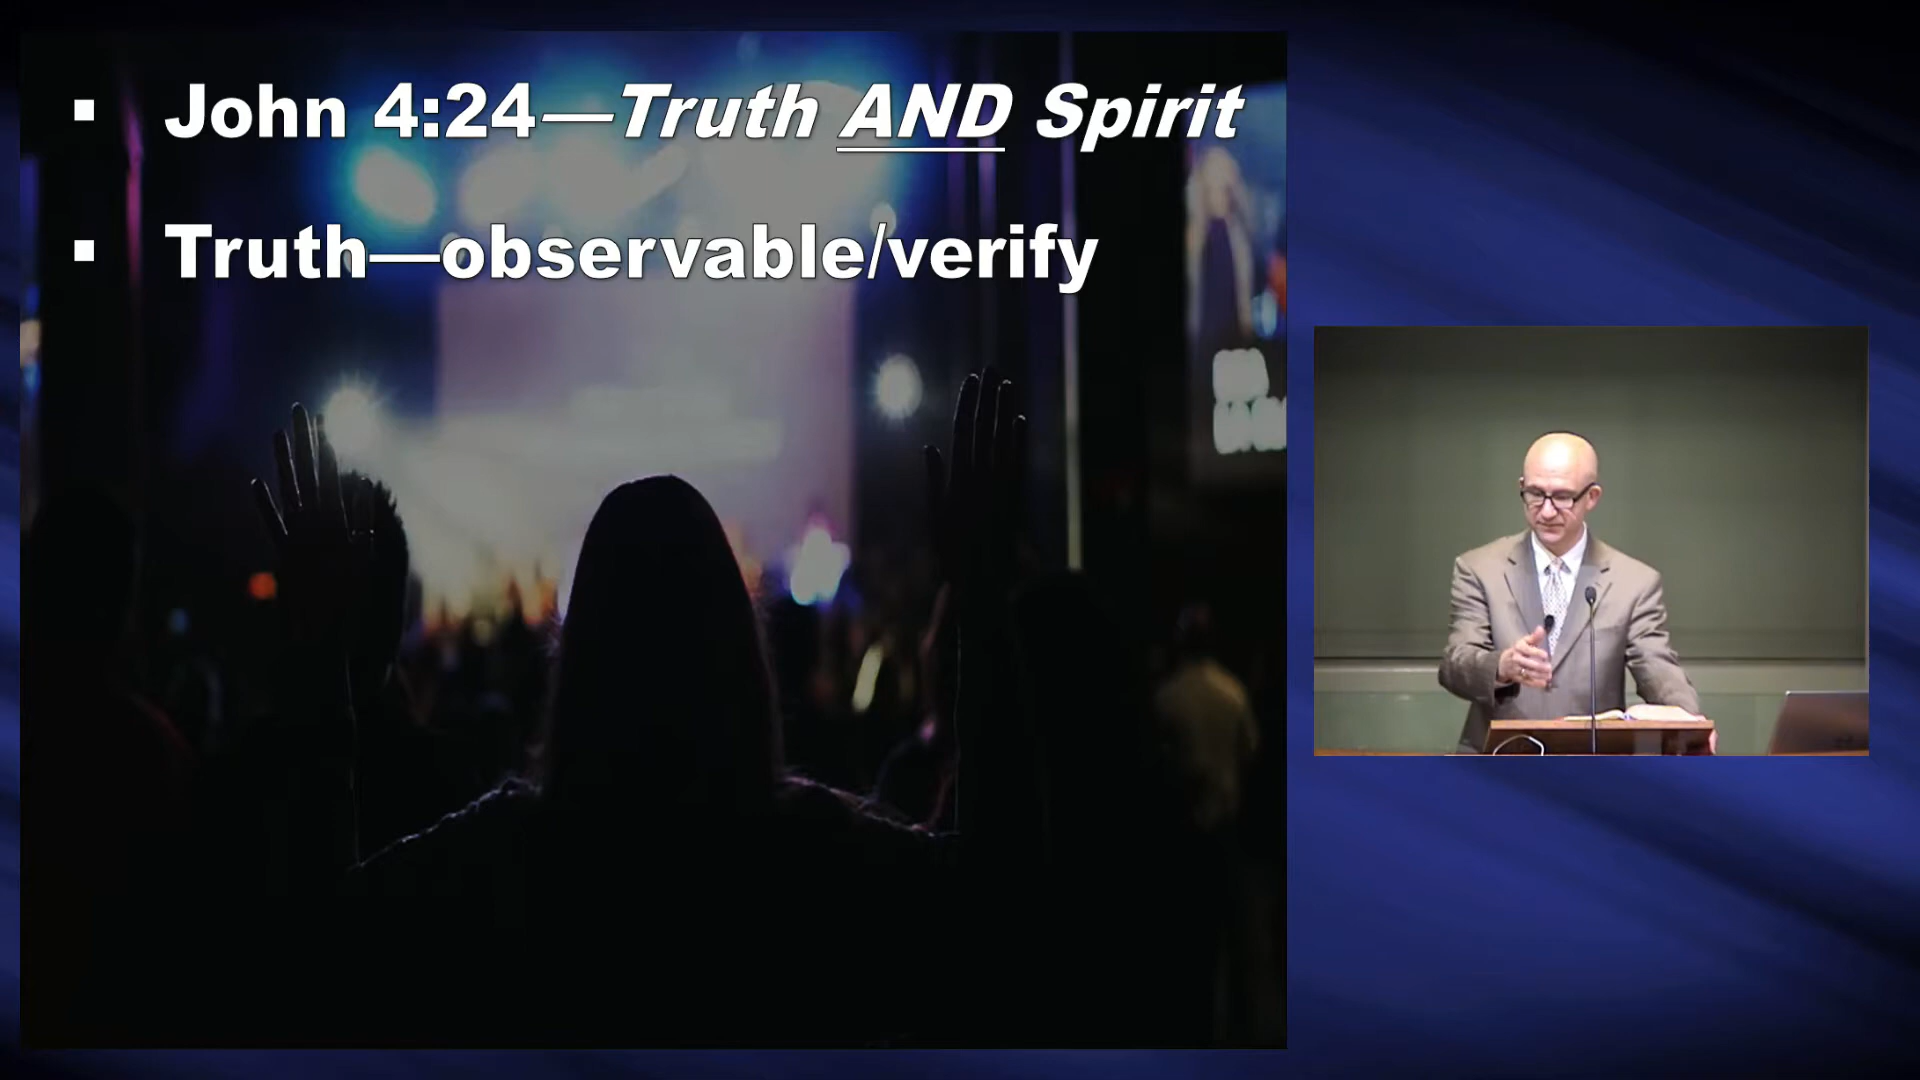 ▪ John 4:24—Truth AND Spirit
▪ Truth—observable/verify